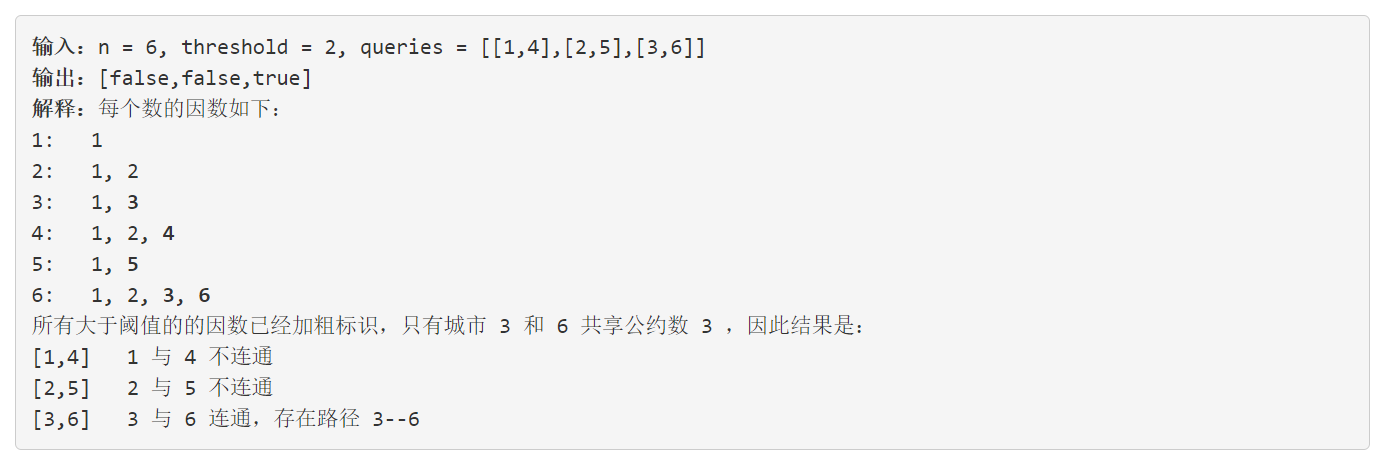 输入：n = 6, threshold = 2, queries = [[1,4],[2,5],[3,6]]
输出：[false,false,true]
解释：每个数的因数如下：
1:   1
2:   1, 2
3:   1, 3
4:   1, 2, 4
5:   1, 5
6:   1, 2, 3, 6
所有大于阈值的的因数已经加粗标识，只有城市 3 和 6 共享公约数 3 ，因此结果是：
[1,4]   1 与 4 不连通
[2,5]   2 与 5 不连通
[3,6]   3 与 6 连通，存在路径 3--6